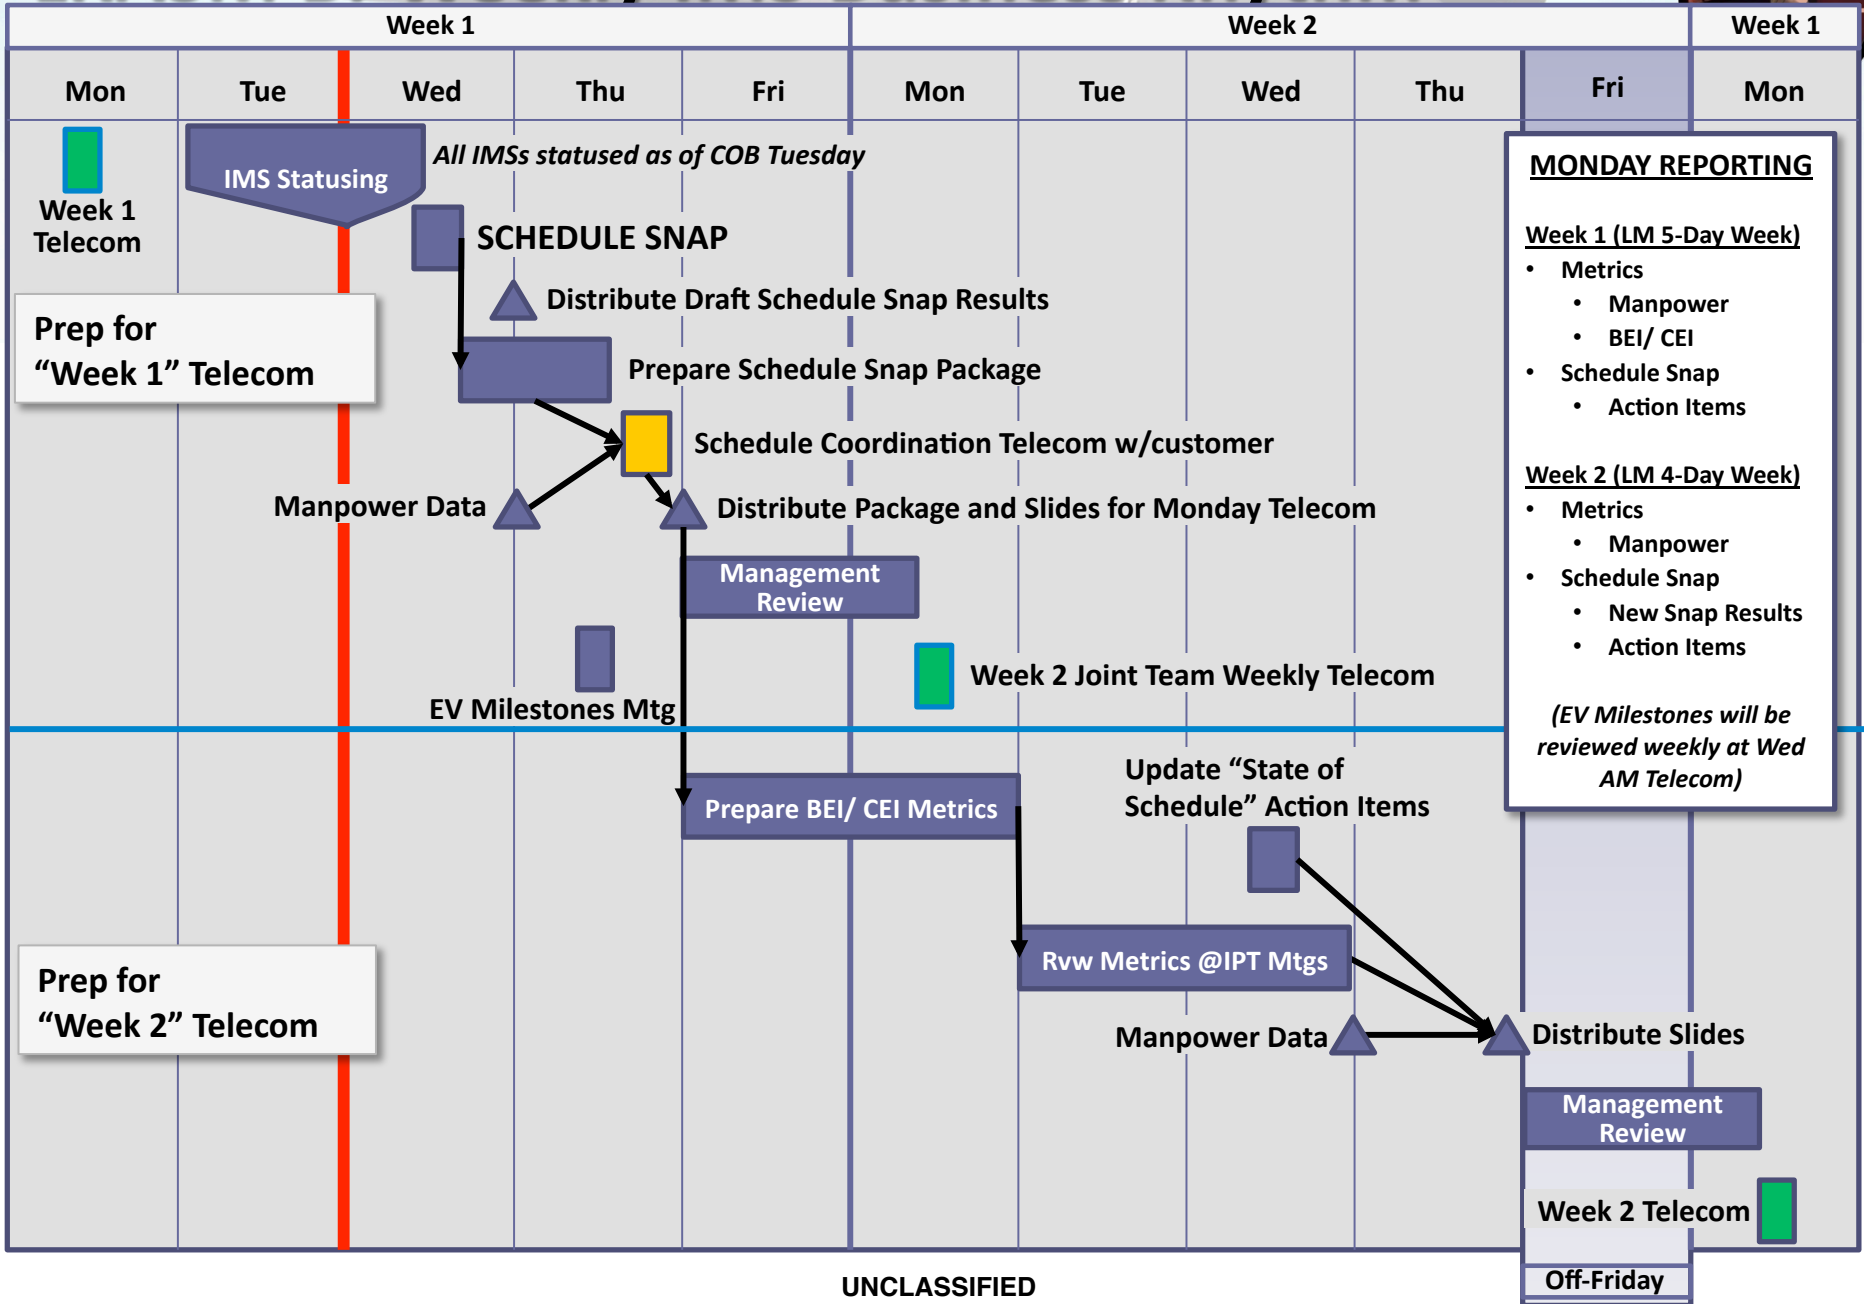 Week 1
Week 2
Week 1
Mon
Tue
Wed
Thu
Fri
Mon
Tue
Wed
Thu
Fri
Mon
Week 1
Telecom
IMS Statusing
All IMSs statused as of COB Tuesday
SCHEDULE SNAP
Distribute Draft Schedule Snap Results
Prep for
“Week 1” Telecom
Prepare Schedule Snap Package
Schedule Coordination Telecom w/customer
Manpower Data
Distribute Package and Slides for Monday Telecom
Management
Review
EV Milestones Mtg
Week 2 Joint Team Weekly Telecom
MONDAY REPORTING
Week 1 (LM 5-Day Week)
• Metrics
• Manpower
• BEI/ CEI
• Schedule Snap
• Action Items
Week 2 (LM 4-Day Week)
• Metrics
• Manpower
• Schedule Snap
• New Snap Results
• Action Items
(EV Milestones will be
reviewed weekly at Wed
AM Telecom)
Prepare BEI/ CEI Metrics
Update “State of
Schedule” Action Items
Prep for
“Week 2” Telecom
Rvw Metrics @IPT Mtgs
Manpower Data
Distribute Slides
Management
Review
Week 2 Telecom
Off-Friday
UNCLASSIFIED